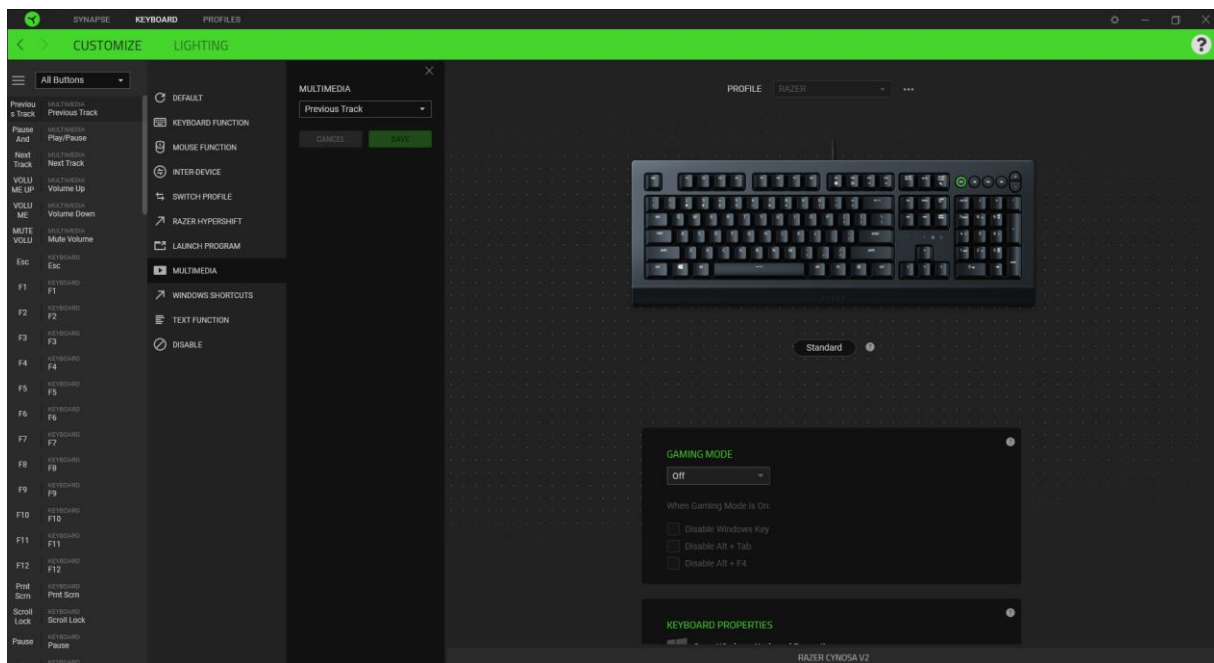 SYNAPSE KEYBOARD PROFILES
CUSTOMIZE LIGHTING
?
All Buttons
Previou
s Track
MULTIMEDIA
Previous Track
Pause
And
MULTIMEDIA
Play/Pause
Next
Track
MULTIMEDIA
Next Track
VOLU
ME UP
MULTIMEDIA
Volume Up
VOLU
ME
MULTIMEDIA
Volume Down
MUTE
VOLU
MULTIMEDIA
Mute Volume
Esc
KEYBOARD
Esc
F1
KEYBOARD
F1
F2
KEYBOARD
F2
F3
KEYBOARD
F3
F4
KEYBOARD
F4
F5
KEYBOARD
F5
F6
KEYBOARD
F6
F7
KEYBOARD
F7
F8
KEYBOARD
F8
F9
KEYBOARD
F9
F10
KEYBOARD
F10
F11
KEYBOARD
F11
F12
KEYBOARD
F12
Prnt
Scrn
KEYBOARD
Prnt Scrn
Scroll
Lock
KEYBOARD
Scroll Lock
Pause
KEYBOARD
Pause
DEFAULT
KEYBOARD FUNCTION
MOUSE FUNCTION
INTER-DEVICE
SWITCH PROFILE
RAZER HYPERSHIFT
LAUNCH PROGRAM
MULTIMEDIA
WINDOWS SHORTCUTS
TEXT FUNCTION
DISABLE
MULTIMEDIA
Previous Track
CANCEL SAVE
PROFILE RAZER
Standard ?
GAMING MODE ?
Off
When Gaming Mode is On:
Disable Windows Key
Disable Alt + Tab
Disable Alt + F4
KEYBOARD PROPERTIES ?
RAZER CYNOSA V2